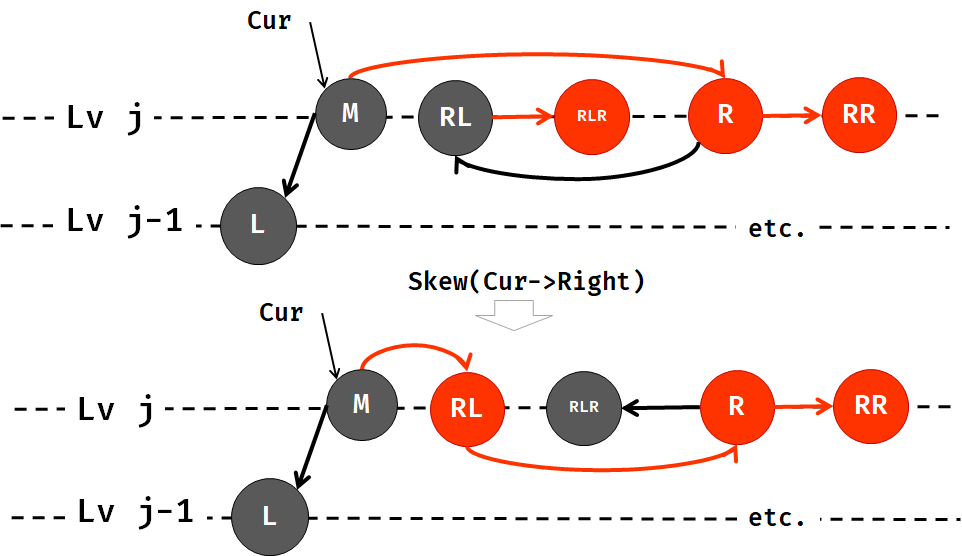 Cur
Lv j M RL RLR R RR
Lv j-1 L etc.
Skew(Cur->Right)
Cur
Lv j M RL RLR R RR
Lv j-1 L etc.